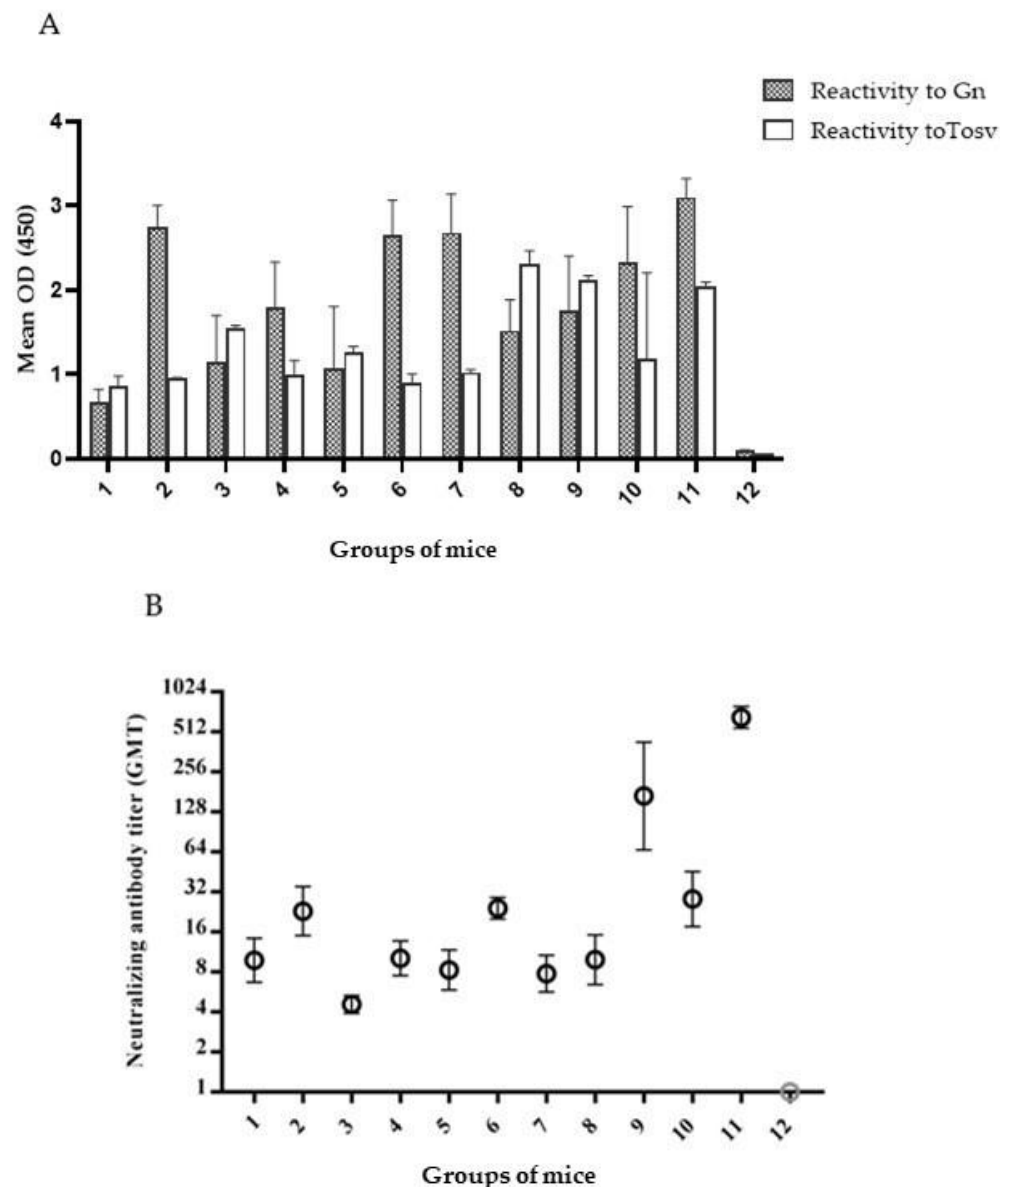 A
Reactivity to Gn
Reactivity toTosv
4
3
2
1
0
Mean OD (450)
1 2 3 4 5 6 7 8 9 10 11 12
Groups of mice
B
1024
512
256
128
64
32
16
8
4
2
1
Neutralizing antibody titer (GMT)
1 2 3 4 5 6 7 8 9 10 11 12
Groups of mice